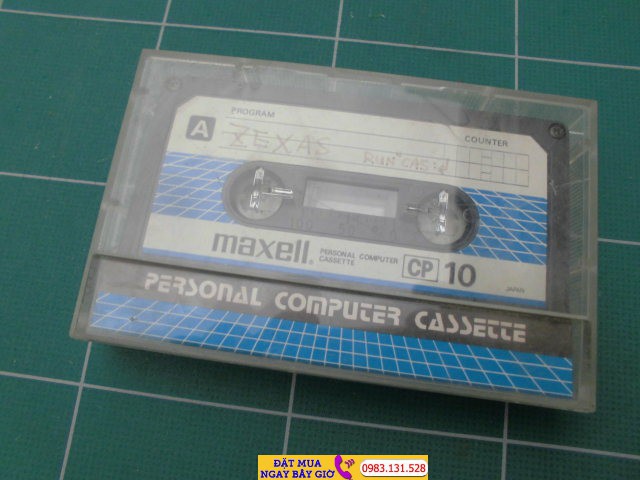 PROGRAM
A
XEXAS
COUNTER
RUN"CAS:
maxell®
PERSONAL COMPUTER
CASSETTE
CP 10
JAPAN
PERSONAL COMPUTER CASSETTE
ĐẶT MUA
NGAY BÂY GIỜ
0983.131.528